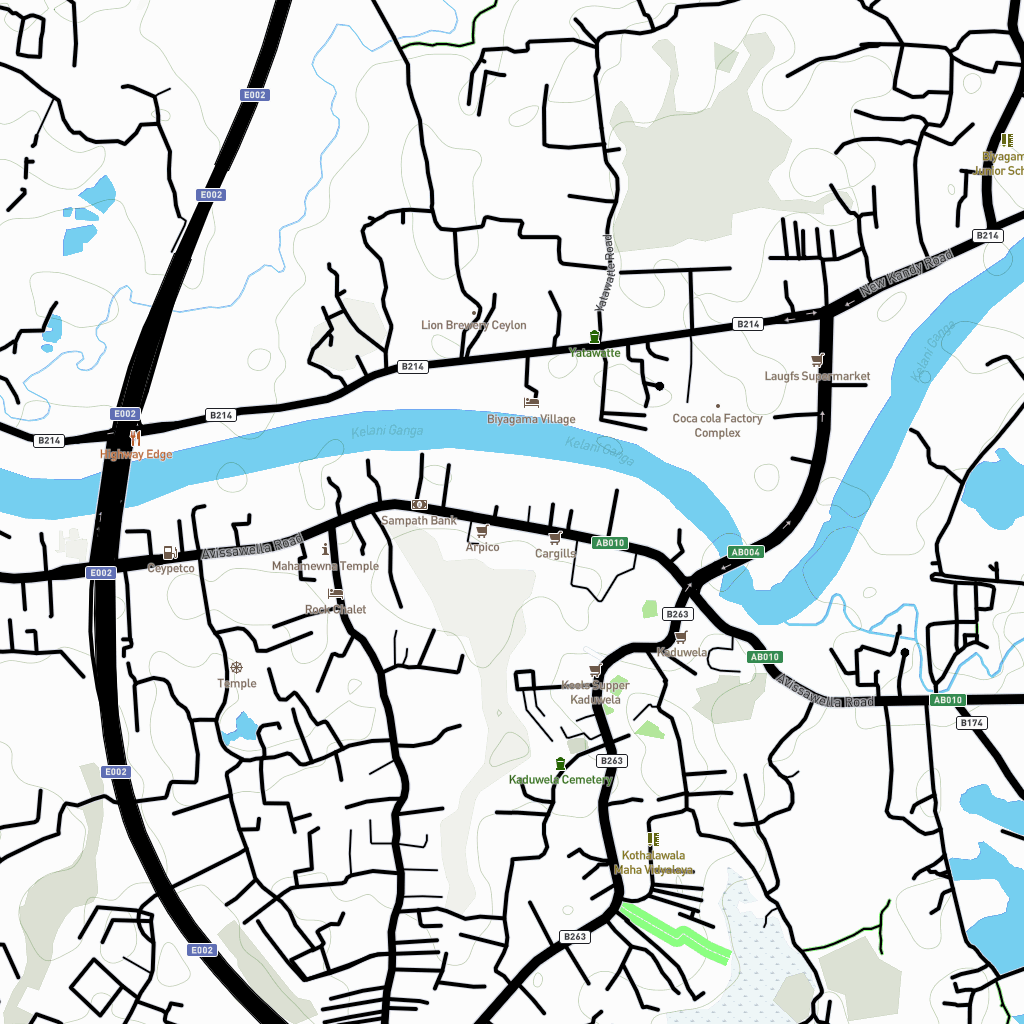 E002
E002
Biyagam
Junior Sch
B214
New Kandy Road
Yatawatte Road
Lion Brewery Ceylon
B214
Kelani Ganga
Yatawatte
B214
Laugfs Supermarket
E002
B214
Biyagama Village
Coca cola Factory
Complex
B214
Highway Edge
Kelani Ganga
Kelani Ganga
Sampath Bank
Arpico
Cargills
AB010
AB004
Avissawella Road
Ceypetco
E002
Mahamewna Temple
Rock Chalet
B263
Kaduwela
AB010
Temple
Keels Supper
Kaduwela
Avissawella Road
AB010
B174
B263
E002
Kaduwela Cemetery
Kothalawala
Maha Vidyalaya
B263
E002